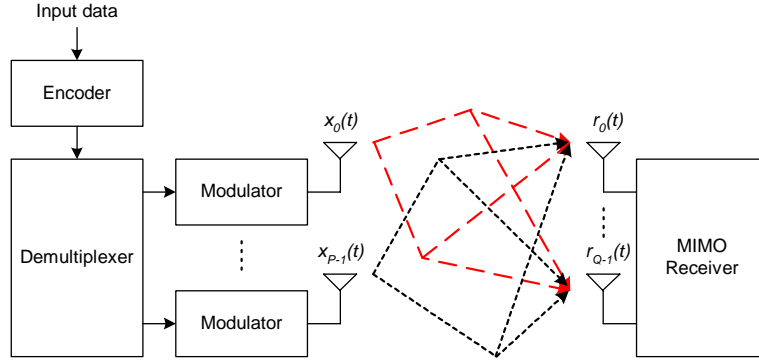 Input data
Encoder
Demultiplexer
Modulator
Modulator
x0(t)
xP-1(t)
r0(t)
rQ-1(t)
MIMO
Receiver